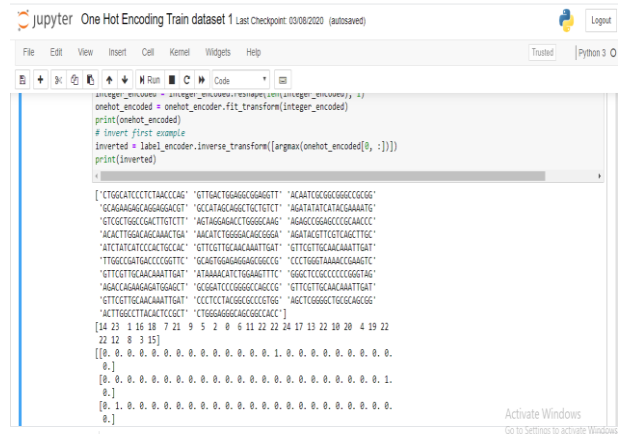 jupyter One Hot Encoding Train dataset 1 Last Checkpoint: 03/08/2020 (autosaved)
Logout
File Edit View Insert Cell Kernel Widgets Help Trusted Python 3
Run Code
integer_encoded = integer_encoded.reshape(len(integer_encoded), 1)
onehot_encoded = onehot_encoder.fit_transform(integer_encoded)
print(onehot_encoded)
# invert first example
inverted = label_encoder.inverse_transform([argmax(onehot_encoded[0, :])])
print(inverted)
['CTGGCATCCCTCTAACCCAG' 'GTTGACTGGAGGCGGAGGTT' 'ACAATCGCGGCGGGCCGCGG'
'GCAGAAGAGCAGGAGGACGT' 'GCCATAGCAGGCTGCTGTCT' 'AGATATATCATACGAAAATG'
'GTCGCTGGCCGACTTGTCTT' 'AGTAGGAGACCTGGGGCAAG' 'AGAGCCGGAGCCCGCAACCC'
'ACACTTGGACAGCAAACTGA' 'AACATCTGGGGACAGCGGGA' 'AGATACGTTCGTCAGCTTGC'
'ATCTATCATCCCACTGCCAC' 'GTTCGTTGCAACAAATTGAT' 'GTTCGTTGCAACAAATTGAT'
'TTGGCCGATGACCCCGGTTC' 'GCAGTGGAGAGGAGCGGCCG' 'CCCTGGGTAAAACCGAAGTC'
'GTTCGTTGCAACAAATTGAT' 'ATAAAACATCTGGAAGTTTC' 'GGGCTCCGCCCCCCGGGTAG'
'AGACCAGAAGAGATGGAGCT' 'GCGGATCCCGGGGCCAGCCG' 'GTTCGTTGCAACAAATTGAT'
'GTTCGTTGCAACAAATTGAT' 'CCCTCCTACGGCGCCCGTGG' 'AGCTCGGGGCTGCGCAGCGG'
'ACTTGGCCTTACACTCCGCT' 'CTGGGAGGGCAGCGGCCACC']
[14 23 1 16 18 7 21 9 5 2 0 6 11 22 22 24 17 13 22 10 20 4 19 22
22 12 8 3 15]
[[0. 0. 0. 0. 0. 0. 0. 0. 0. 0. 0. 0. 0. 0. 1. 0. 0. 0. 0. 0. 0. 0. 0. 0.
0.]
[0. 0. 0. 0. 0. 0. 0. 0. 0. 0. 0. 0. 0. 0. 0. 0. 0. 0. 0. 0. 0. 0. 0. 1.
0.]
[0. 1. 0. 0. 0. 0. 0. 0. 0. 0. 0. 0. 0. 0. 0. 0. 0. 0. 0. 0. 0. 0. 0. 0.
0.]
Activate Windows
Go to Settings to activate Windows